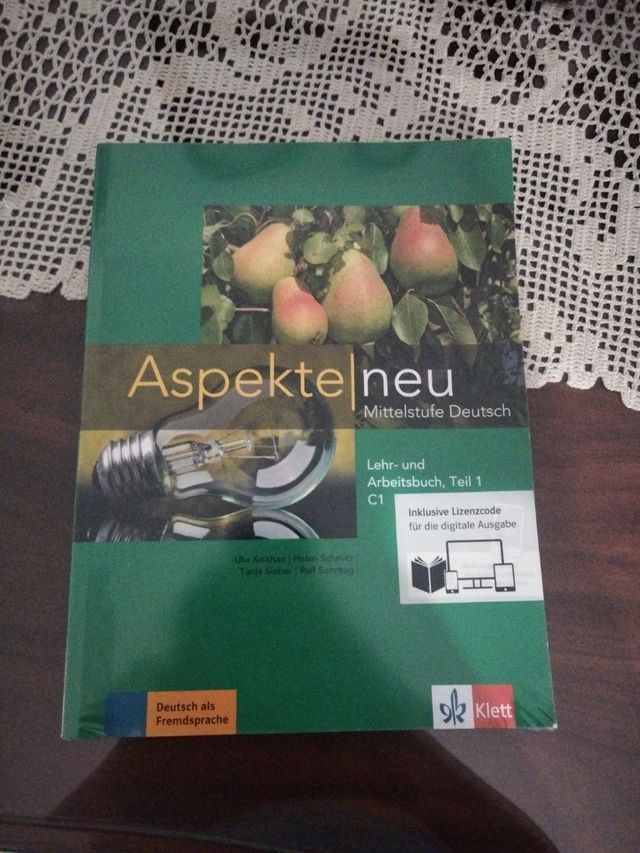 Aspekte|neu
Mittelstufe Deutsch
Lehr- und
Arbeitsbuch, Teil 1
C1
Inklusive Lizenzcode
für die digitale Ausgabe
Ute Koithan | Helen Schmitz
Tanja Sieber | Ralf Sonntag
Deutsch als
Fremdsprache
Klett